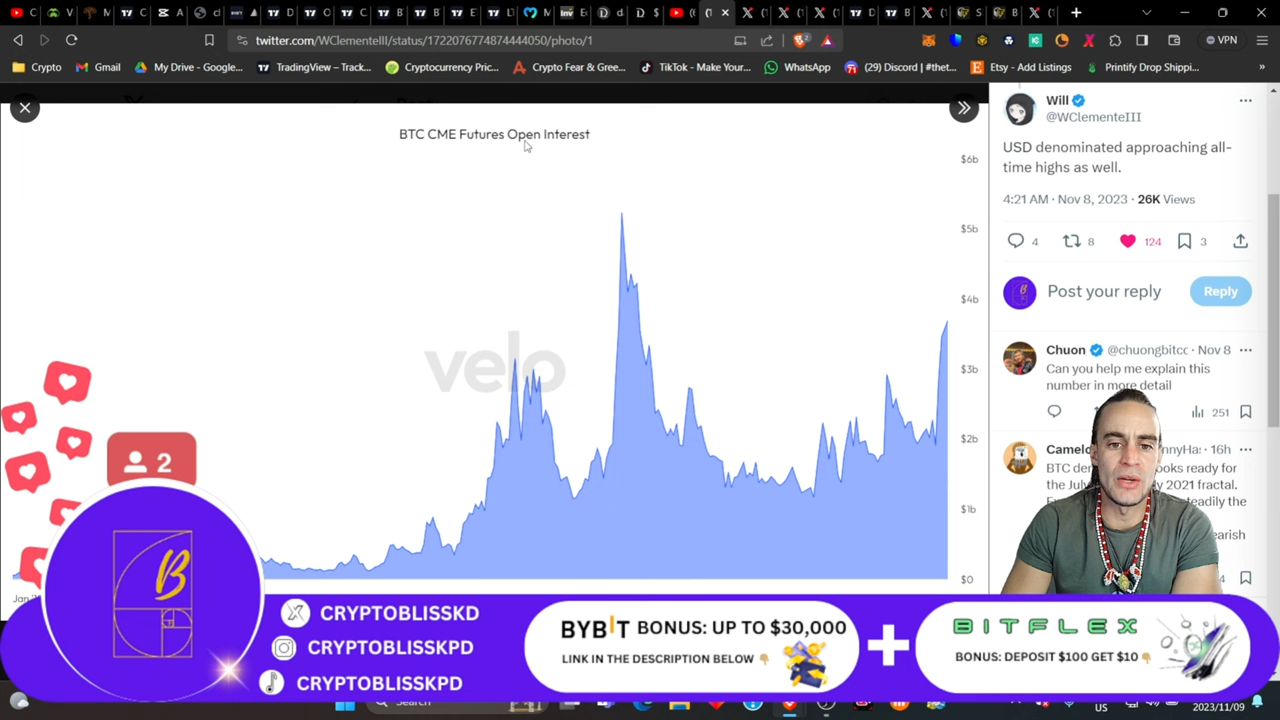 twitter.com/WClementeIII/status/1722076774874444050/photo/1
VPN
Crypto
Gmail
My Drive - Google...
TradingView – Track...
Cryptocurrency Pric...
Crypto Fear & Gree...
TikTok - Make Your...
WhatsApp
(29) Discord | #thet...
Etsy - Add Listings
Printify Drop Shippi...
BTC CME Futures Open Interest
$6b
$5b
$4b
$3b
$2b
$1b
$0
velo
Will
@WClementeIII
USD denominated approaching all-
time highs as well.
4:21 AM · Nov 8, 2023 · 26K Views
4
8
124
3
Post your reply
Reply
Chuon @chuongbitcc · Nov 8
Can you help me explain this
number in more detail
251
16h
2021 fractal.
2
B
CRYPTOBLISSKD
CRYPTOBLISSKPD
CRYPTOBLISSKPD
BYBIT BONUS: UP TO $30,000
LINK IN THE DESCRIPTION BELOW
BITFLEX
BONUS: DEPOSIT $100 GET $10
Search
US
2023/11/09